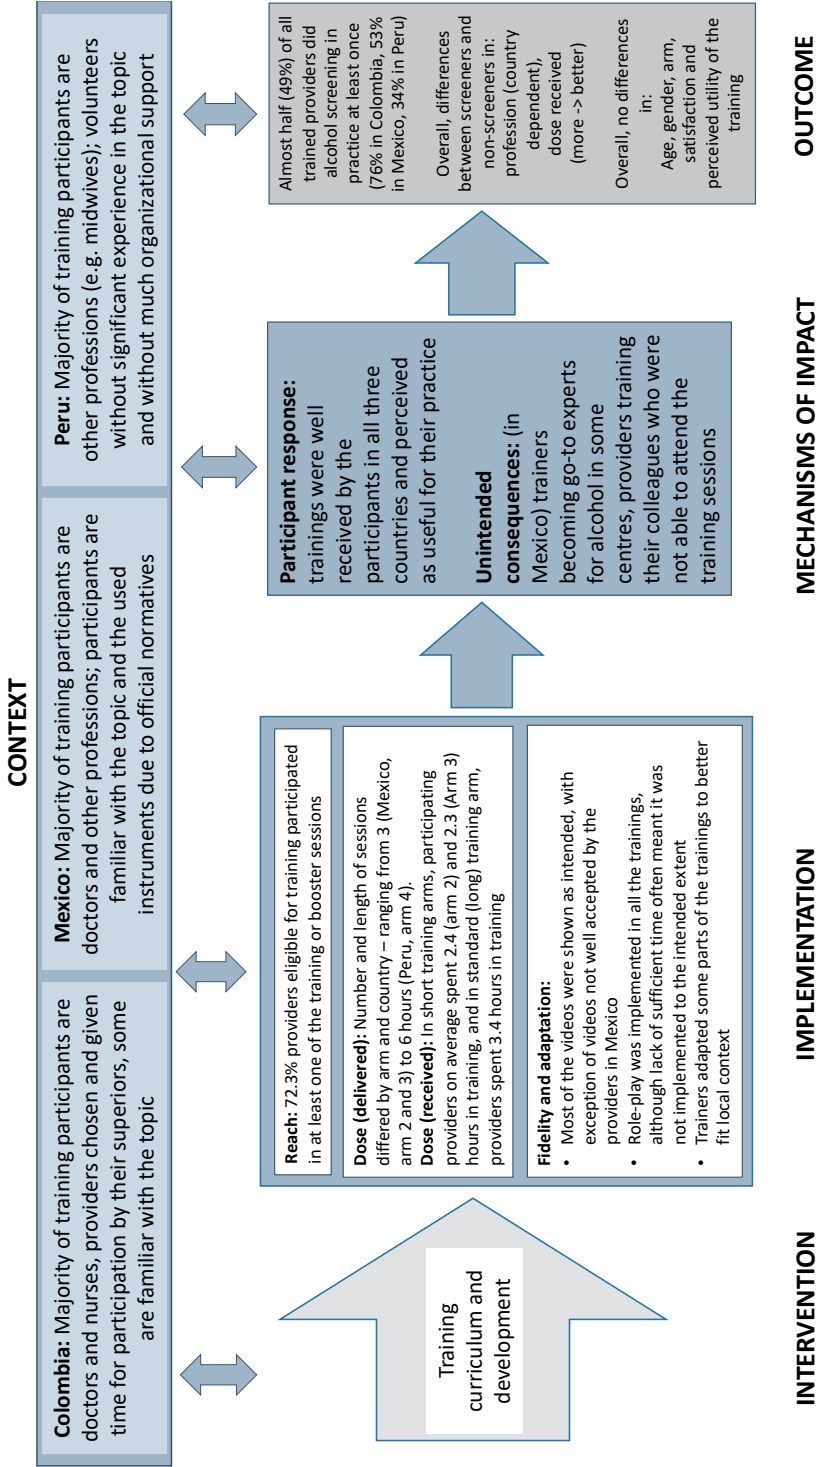 CONTEXT
Colombia: Majority of training participants are
doctors and nurses, providers chosen and given
time for participation by their superiors, some
are familiar with the topic
Mexico: Majority of training participants are
doctors and other professions; participants are
familiar with the topic and the used
instruments due to official normatives
Peru: Majority of training participants are
other professions (e.g. midwives); volunteers
without significant experience in the topic
and without much organizational support
Training
curriculum and
development
Reach: 72.3% providers eligible for training participated
in at least one of the training or booster sessions
Dose (delivered): Number and length of sessions
differed by arm and country – ranging from 3 (Mexico,
arm 2 and 3) to 6 hours (Peru, arm 4).
Dose (received): In short training arms, participating
providers on average spent 2.4 (arm 2) and 2.3 (Arm 3)
hours in training, and in standard (long) training arm,
providers spent 3.4 hours in training
Fidelity and adaptation:
• Most of the videos were shown as intended, with
exception of videos not well accepted by the
providers in Mexico
• Role-play was implemented in all the trainings,
although lack of sufficient time often meant it was
not implemented to the intended extent
• Trainers adapted some parts of the trainings to better
fit local context
Participant response:
trainings were well
received by the
participants in all three
countries and perceived
as useful for their practice
Unintended
consequences: (in
Mexico) trainers
becoming go-to experts
for alcohol in some
centres, providers training
their colleagues who were
not able to attend the
training sessions
Almost half (49%) of all
trained providers did
alcohol screening in
practice at least once
(76% in Colombia, 53%
in Mexico, 34% in Peru)
Overall, differences
between screeners and
non-screeners in:
profession (country
dependent),
dose received
(more -> better)
Overall, no differences
in:
Age, gender, arm,
satisfaction and
perceived utility of the
training
INTERVENTION
IMPLEMENTATION
MECHANISMS OF IMPACT
OUTCOME